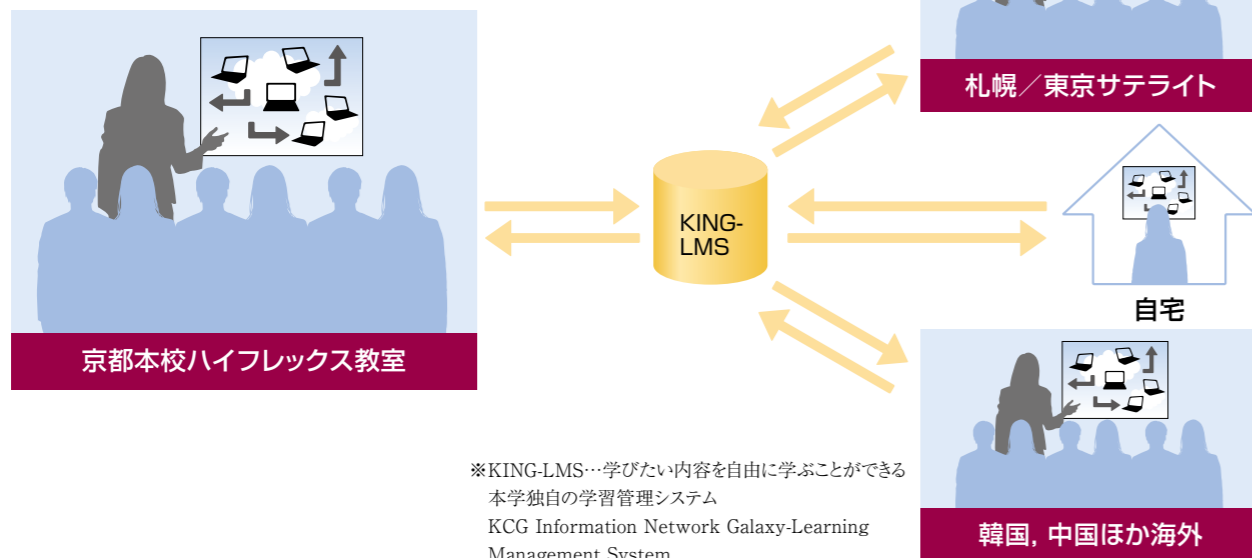 札幌／東京サテライト
KING-
LMS
自宅
京都本校ハイフレックス教室
※KING-LMS…学びたい内容を自由に学ぶことができる
本学独自の学習管理システム
KCG Information Network Galaxy-Learning
Management System
韓国, 中国ほか海外